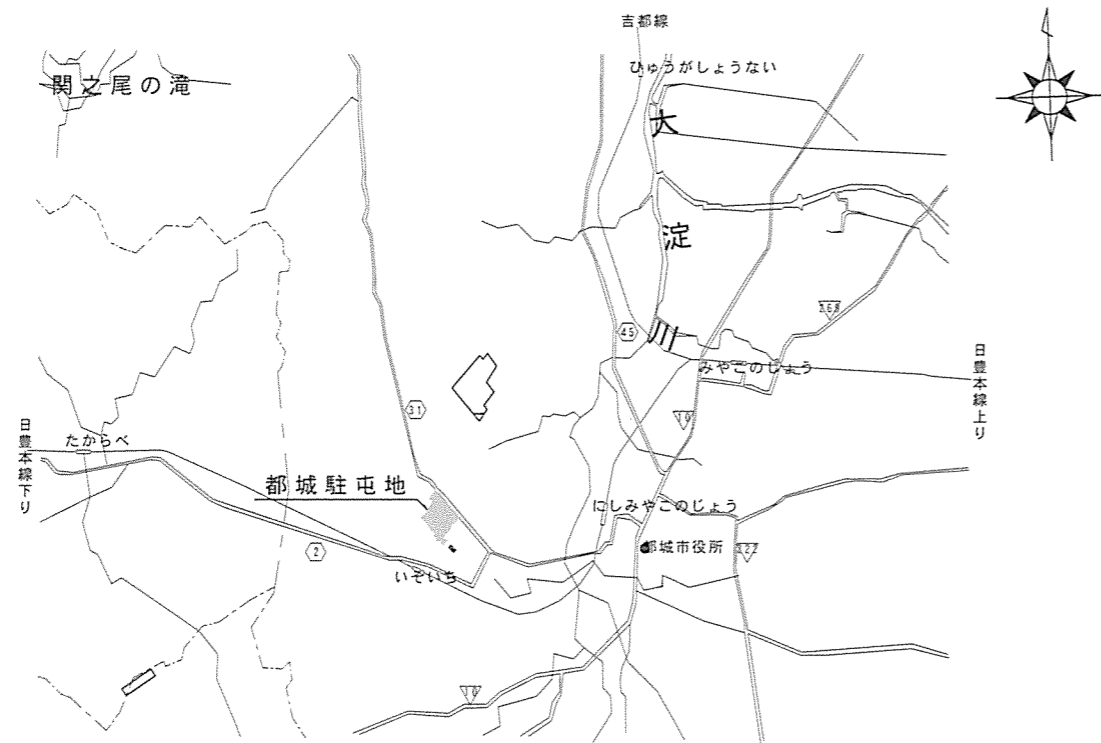 吉都線
ひゅうがしょうない
関之尾の滝
大
淀
川
268
45
みやこのじょう
日豊本線上り
31
10
日豊本線下り
たからべ
都城駐屯地
にしみやこのじょう
2
都城市役所
222
いそいち
10